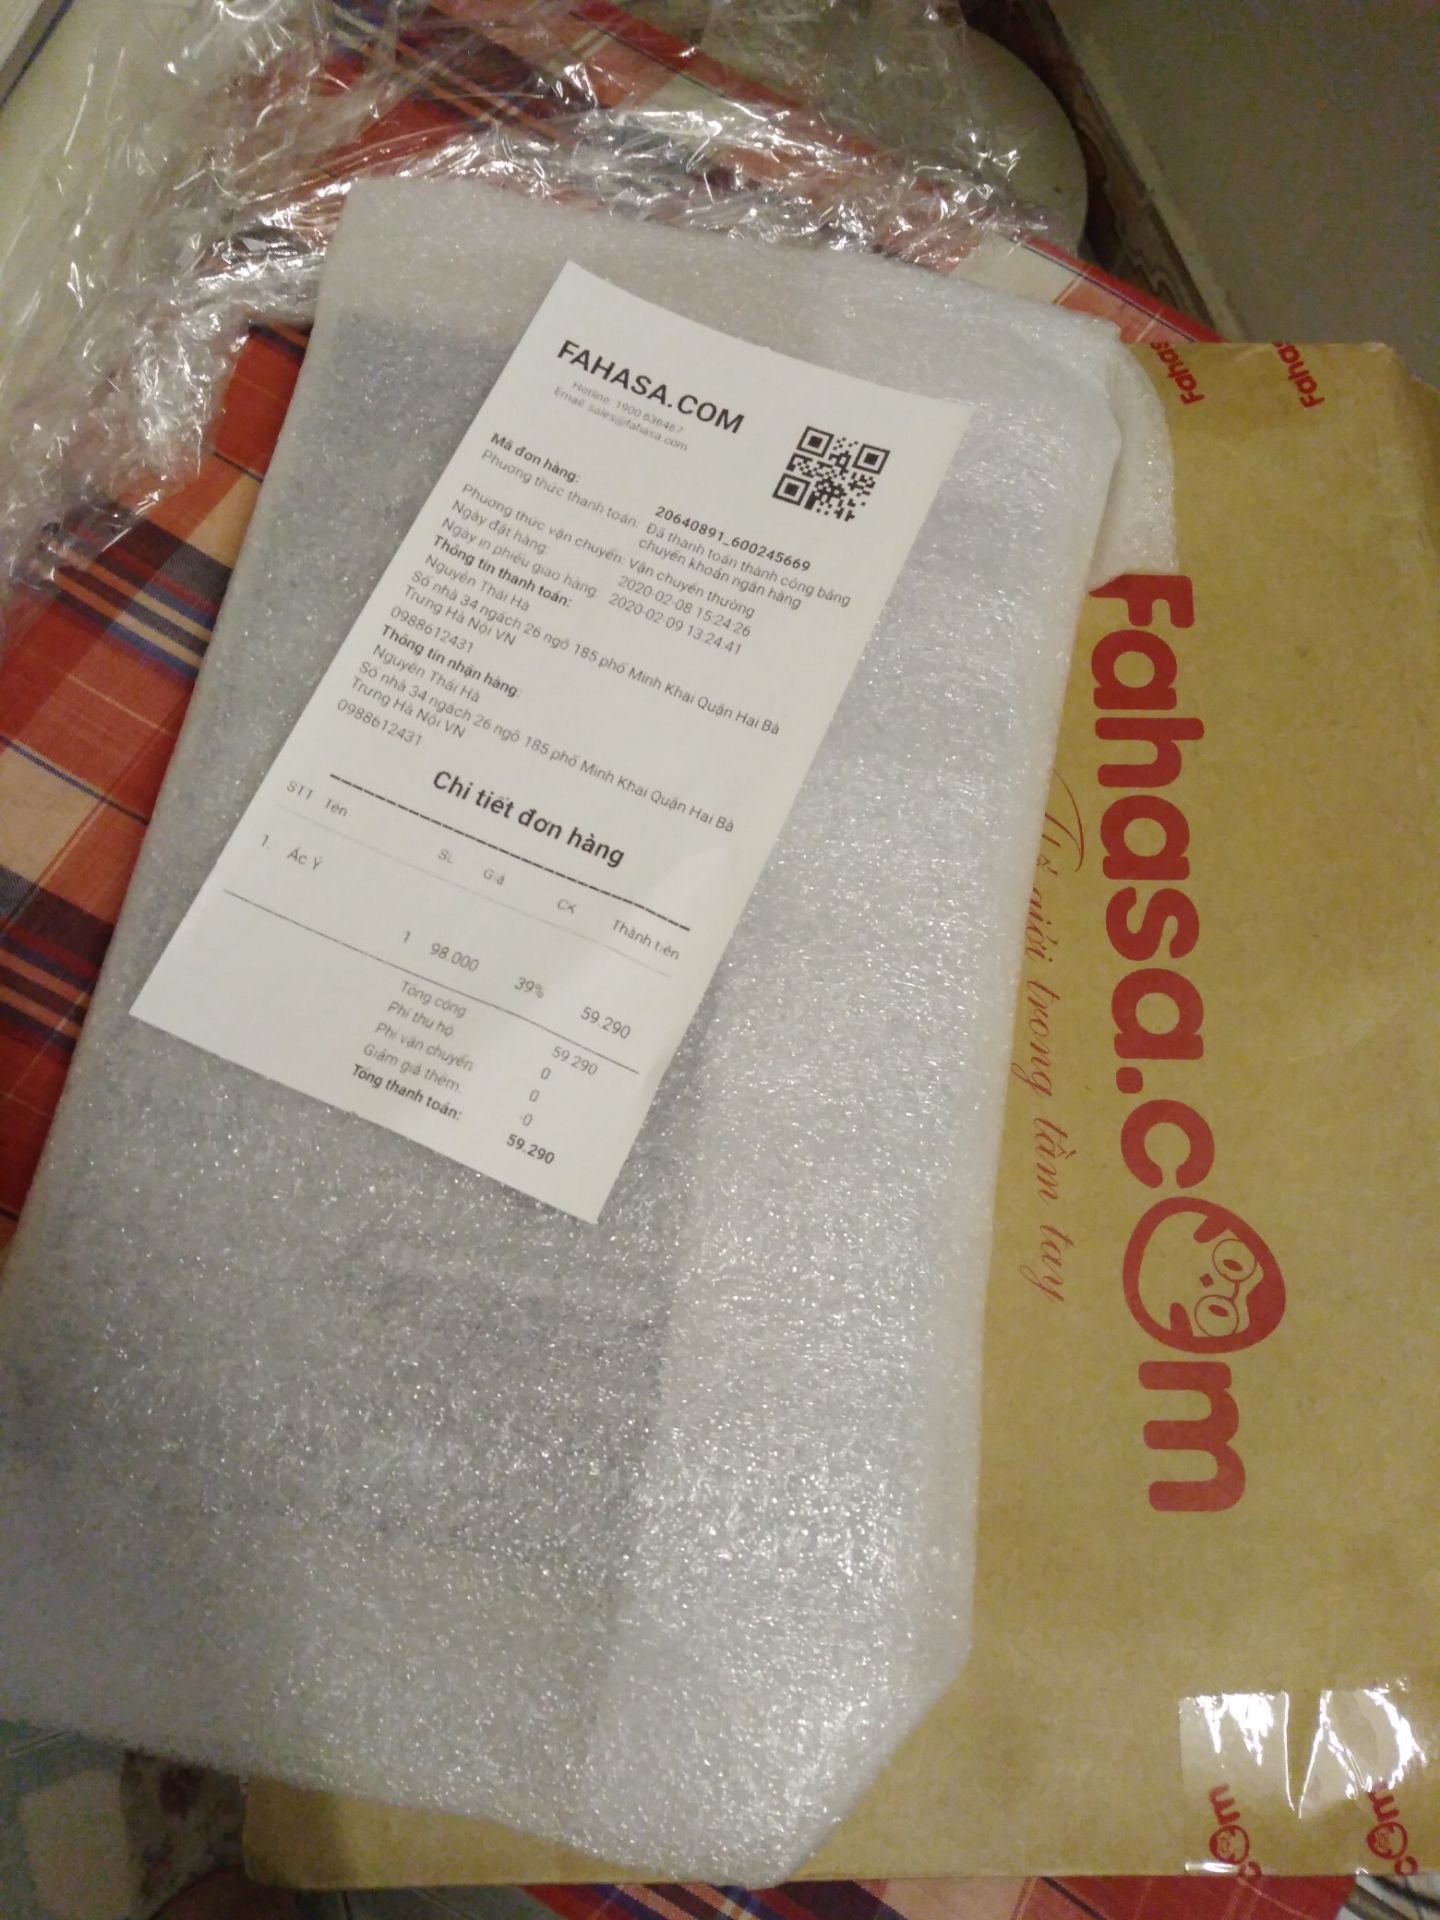 FAHASA.COM
Hotline: 1900 636467
Email: sales@fahasa.com
Mã đơn hàng: 20640891_600245669
Phương thức thanh toán: Đã thanh toán thành công bằng
chuyển khoản ngân hàng
Phương thức vận chuyển: Vận chuyển thường
Ngày đặt hàng: 2020-02-08 15:24:26
Ngày in phiếu giao hàng: 2020-02-09 13:24:41
Thông tin thanh toán:
Nguyễn Thái Hà
Số nhà 34 ngách 26 ngõ 185 phố Minh Khai Quận Hai Bà
Trưng Hà Nội VN
0988612431
Thông tin nhận hàng:
Nguyễn Thái Hà
Số nhà 34 ngách 26 ngõ 185 phố Minh Khai Quận Hai Bà
Trưng Hà Nội VN
0988612431
Chi tiết đơn hàng
STT Tên SL Giá CK Thành tiền
1. Ác Ý 1 98.000 39% 59.290
Tổng cộng 59.290
Phí thu hộ 0
Phí vận chuyển: 0
Giảm giá thêm: -0
Tổng thanh toán: 59.290
Fahasa.com
Thế giới trong tầm tay
Fahas
Fahas
com
com